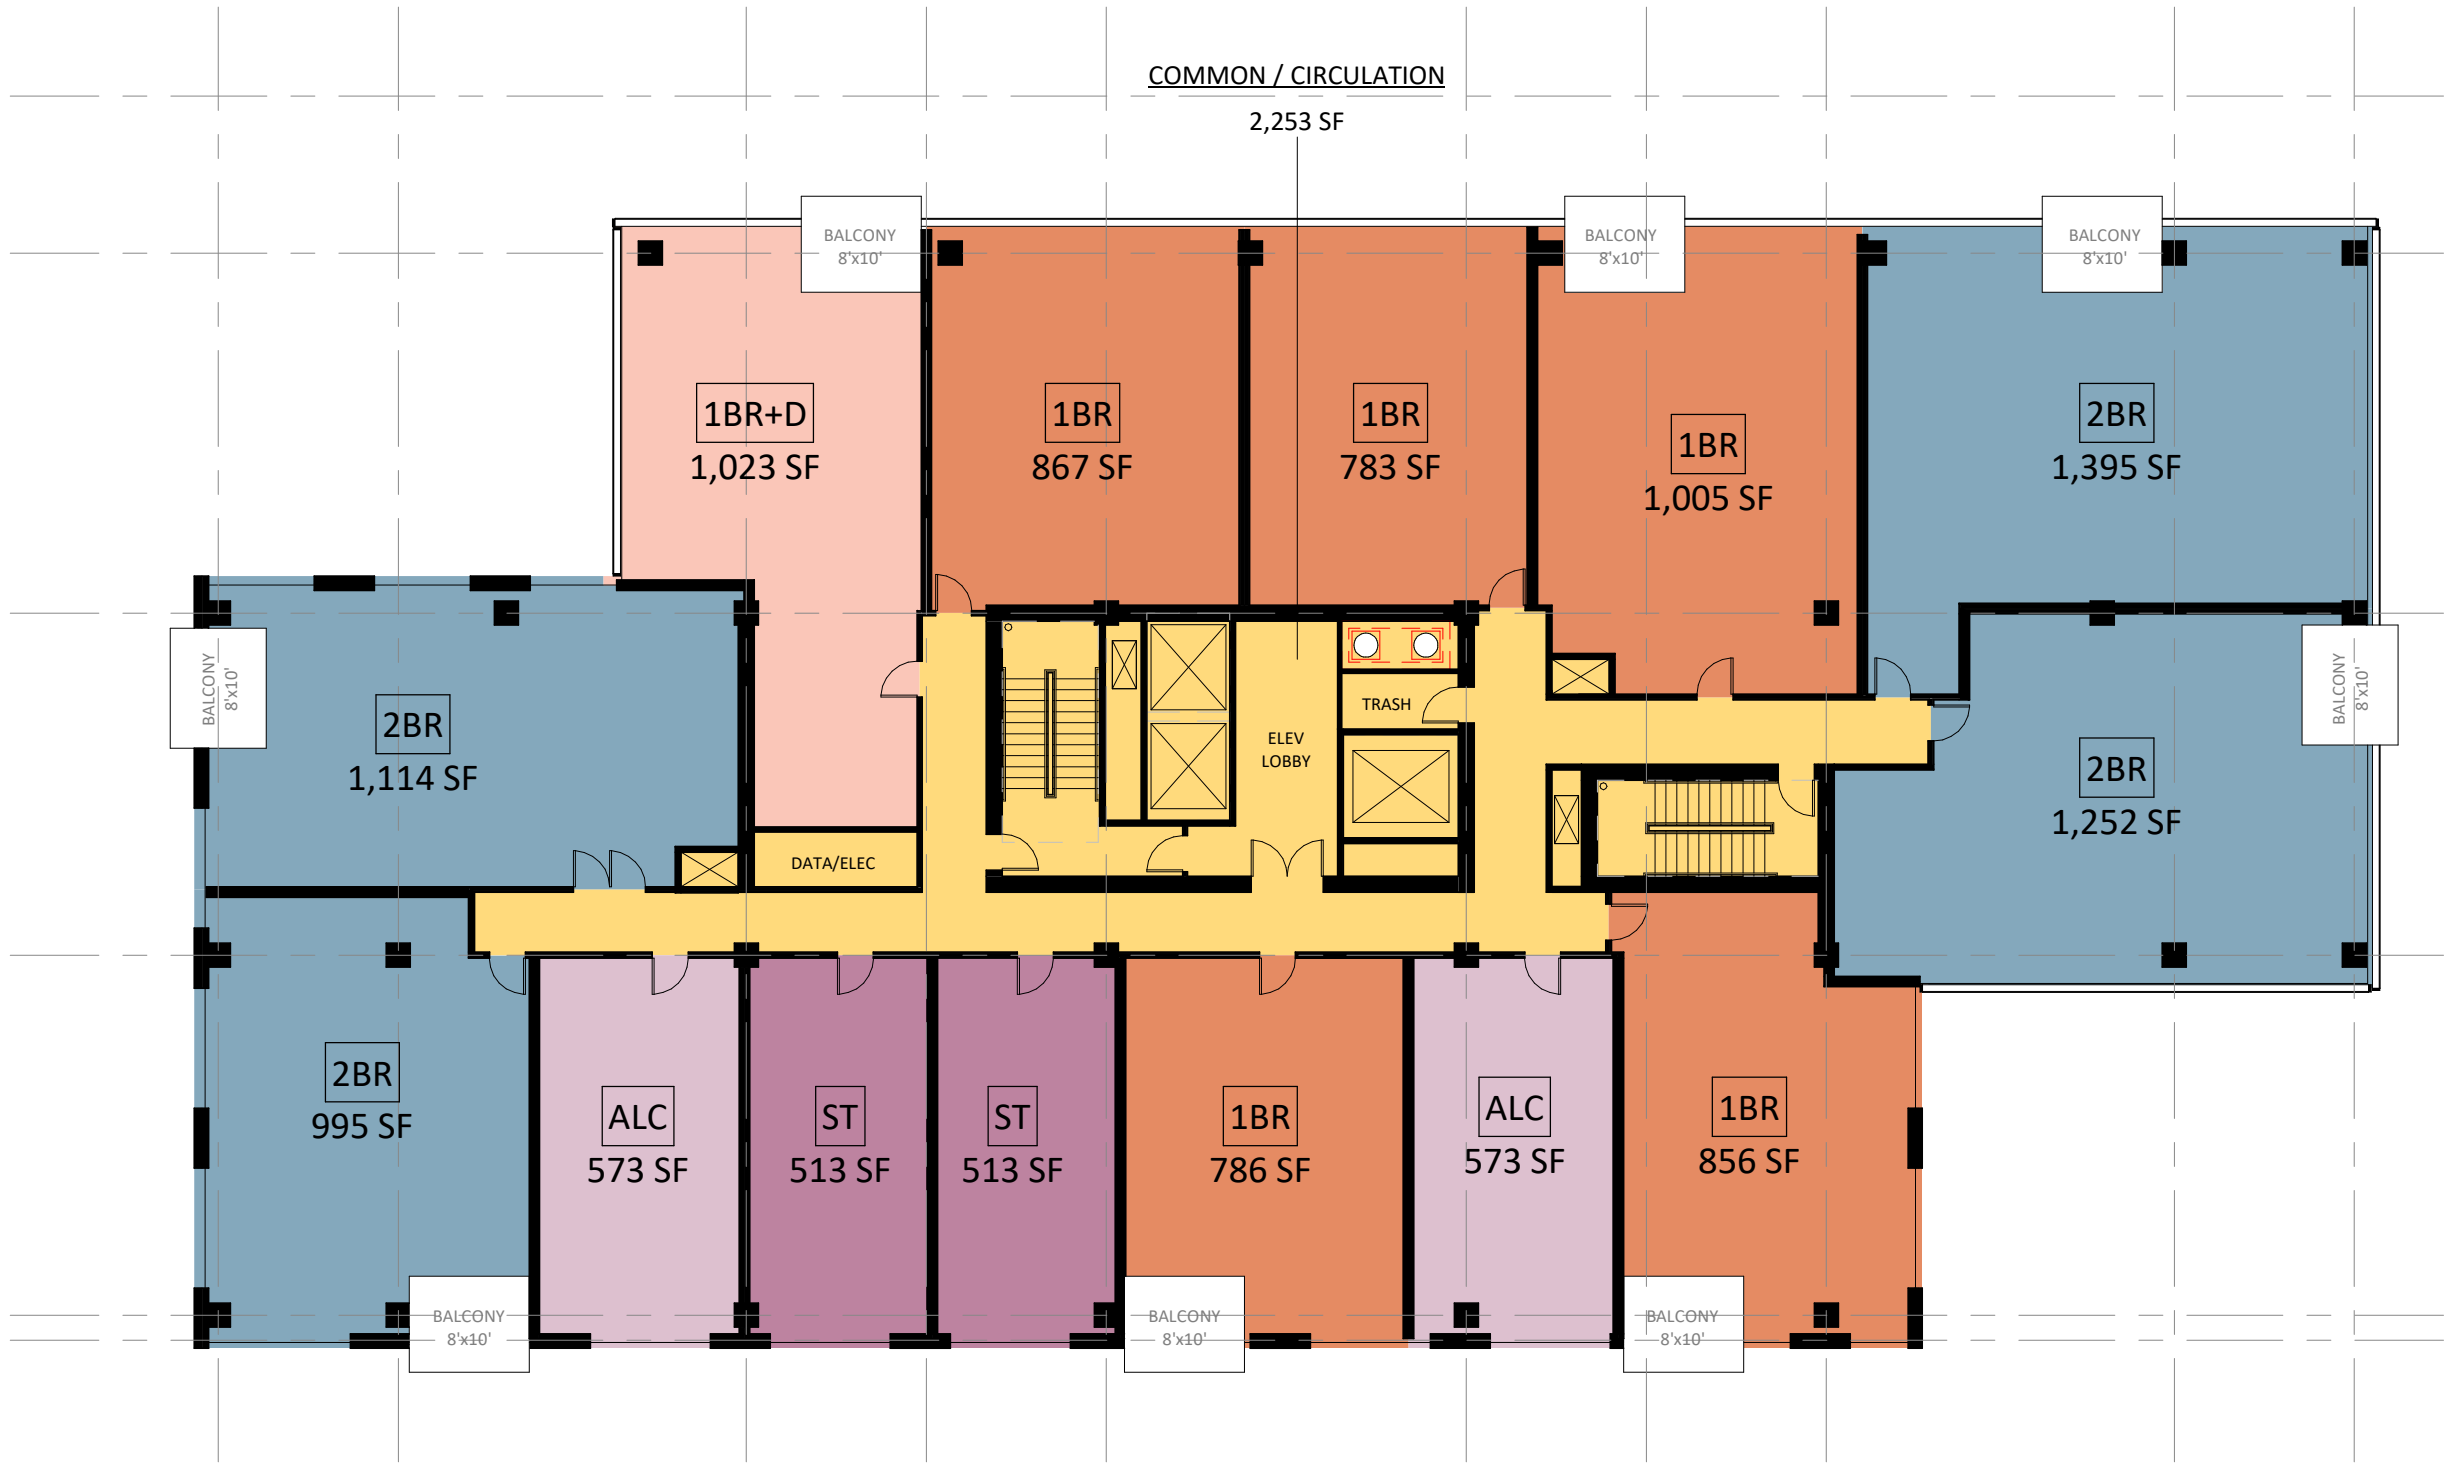 COMMON / CIRCULATION
2,253 SF
BALCONY
8'x10'
BALCONY
8'x10'
BALCONY
8'x10'
1BR+D
1,023 SF
1BR
867 SF
1BR
783 SF
1BR
1,005 SF
2BR
1,395 SF
BALCONY
8'x10'
2BR
1,114 SF
DATA/ELEC
ELEV
LOBBY
TRASH
2BR
1,252 SF
BALCONY
8'x10'
2BR
995 SF
ALC
573 SF
ST
513 SF
ST
513 SF
1BR
786 SF
ALC
573 SF
1BR
856 SF
BALCONY
8'x10'
BALCONY
8'x10'
BALCONY
8'x10'